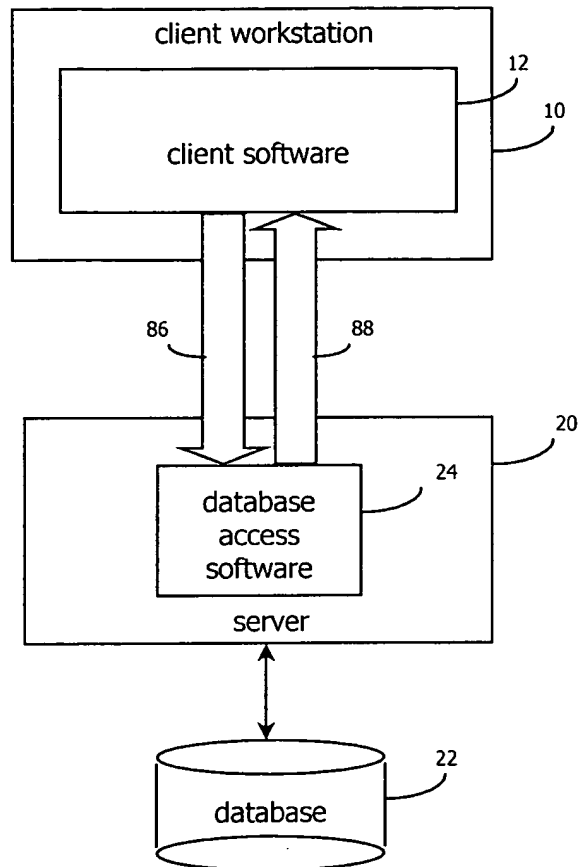 client workstation
12
10
client software
86
88
20
24
database
access
software
server
22
database